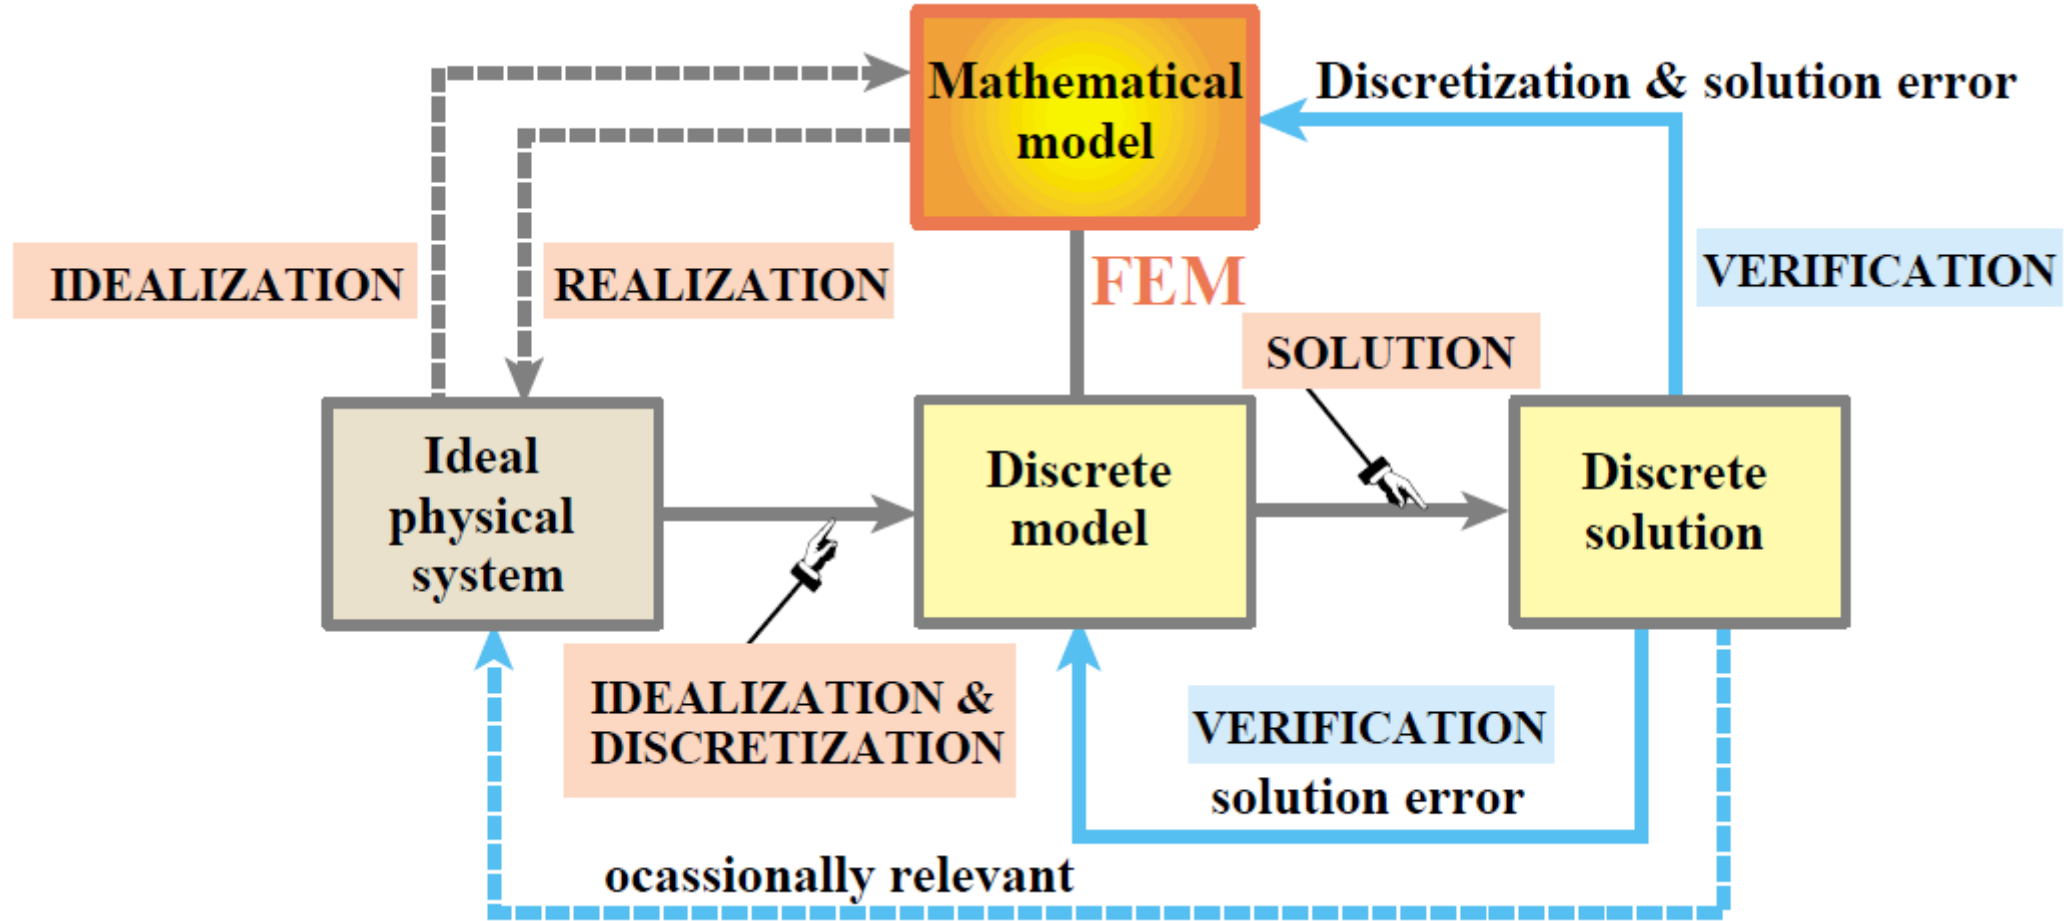 Mathematical
model
Discretization & solution error
IDEALIZATION
REALIZATION
FEM
VERIFICATION
SOLUTION
Ideal
physical
system
Discrete
model
Discrete
solution
IDEALIZATION &
DISCRETIZATION
VERIFICATION
solution error
ocassionally relevant